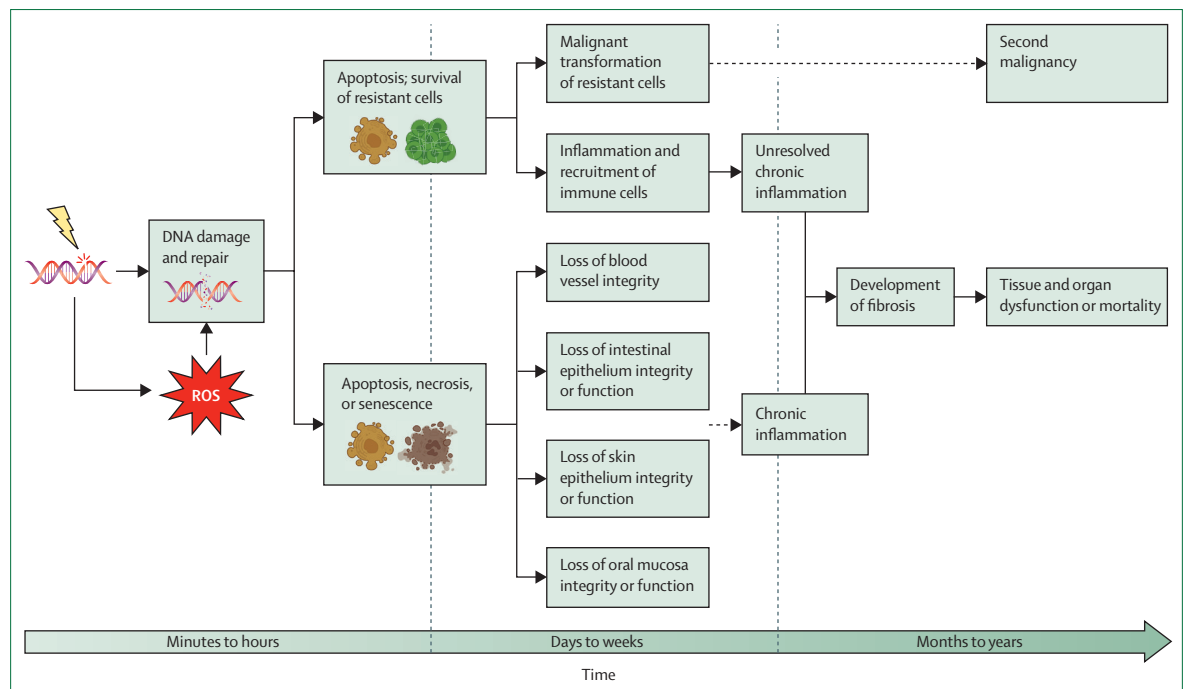 Malignant
transformation
of resistant cells
Second
malignancy
Apoptosis; survival
of resistant cells
Inflammation and
recruitment of
immune cells
Unresolved
chronic
inflammation
DNA damage
and repair
Loss of blood
vessel integrity
Development
of fibrosis
Tissue and organ
dysfunction or mortality
Loss of intestinal
epithelium integrity
or function
ROS
Apoptosis, necrosis,
or senescence
Chronic
inflammation
Loss of skin
epithelium integrity
or function
Loss of oral mucosa
integrity or function
Minutes to hours
Days to weeks
Months to years
Time